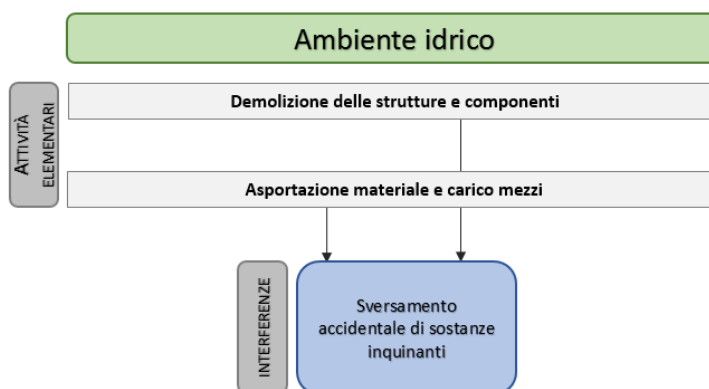 Ambiente idrico
ATTIVITÀ
ELEMENTARI
Demolizione delle strutture e componenti
Asportazione materiale e carico mezzi
INTERFERENZE
Sversamento
accidentale di sostanze
inquinanti